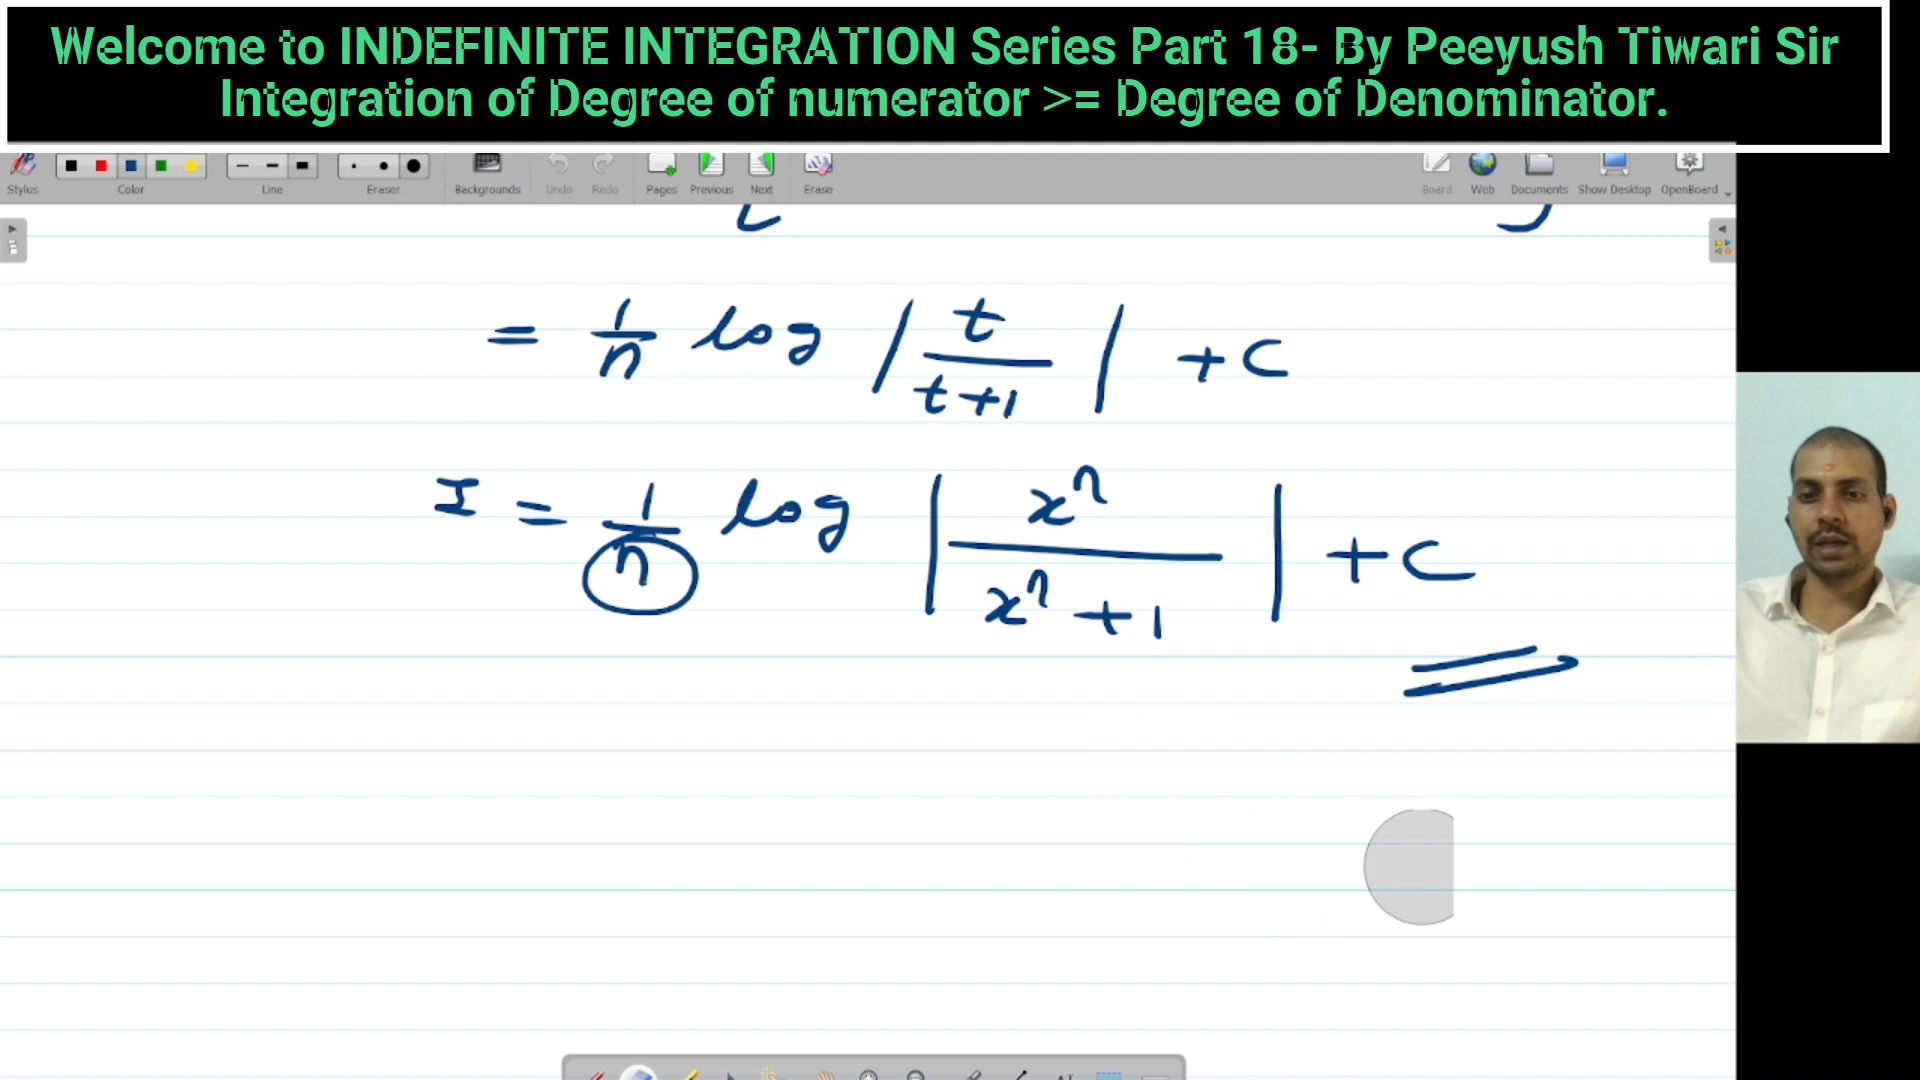 Welcome to INDEFINITE INTEGRATION Series Part 18- By Peeyush Tiwari Sir
Integration of Degree of numerator >= Degree of Denominator.
Stylus Color Line Eraser Backgrounds Undo Redo Pages Previous Next Erase Board Web Documents Show Desktop OpenBoard
= 1/n log | t/(t+1) | + c
I = 1/n log | xⁿ/(xⁿ + 1) | + c